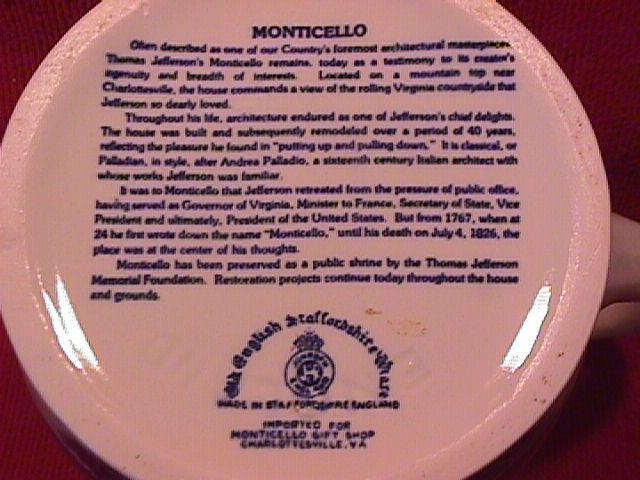 MONTICELLO
Often described as one of our Country's foremost architectural masterpieces
Thomas Jefferson's Monticello remains, today as a testimony to its creator's
ingenuity and breadth of interests. Located on a mountain top near
Charlottesville, the house commands a view of the rolling Virginia countryside that
Jefferson so dearly loved.
Throughout his life, architecture endured as one of Jefferson's chief delights.
The house was built and subsequently remodeled over a period of 40 years,
reflecting the pleasure he found in "putting up and pulling down." It is classical, or
Palladian, in style, after Andrea Palladio, a sixteenth century Italian architect with
whose works Jefferson was familiar.
It was to Monticello that Jefferson retreated from the pressure of public office,
having served as Governor of Virginia, Minister to France, Secretary of State, Vice
President and ultimately, President of the United States. But from 1767, when at
24 he first wrote down the name "Monticello," until his death on July 4, 1826, the
place was at the center of his thoughts.
Monticello has been preserved as a public shrine by the Thomas Jefferson
Memorial Foundation. Restoration projects continue today throughout the house
and grounds.
Old English Staffordshire Ware
MADE IN STAFFORDSHIRE ENGLAND
IMPORTED FOR
MONTICELLO GIFT SHOP
CHARLOTTESVILLE, VA